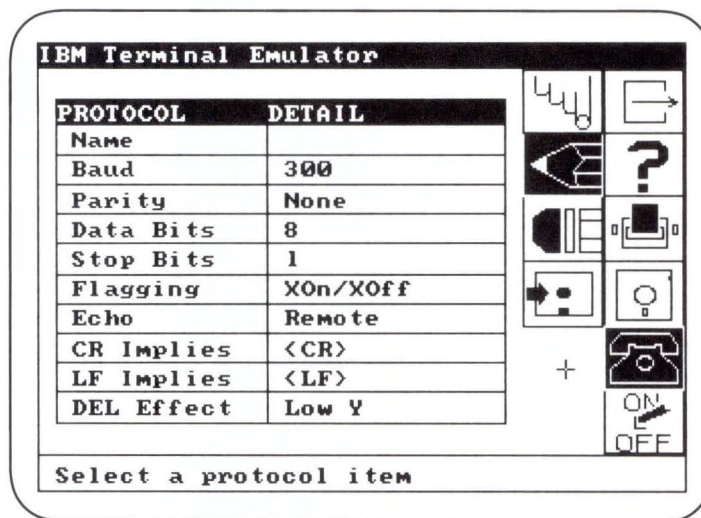 IBM Terminal Emulator
PROTOCOL DETAIL
Name
Baud 300
Parity None
Data Bits 8
Stop Bits 1
Flagging XOn/XOff
Echo Remote
CR Implies <CR>
LF Implies <LF>
DEL Effect Low Y
?
ON
OFF
Select a protocol item